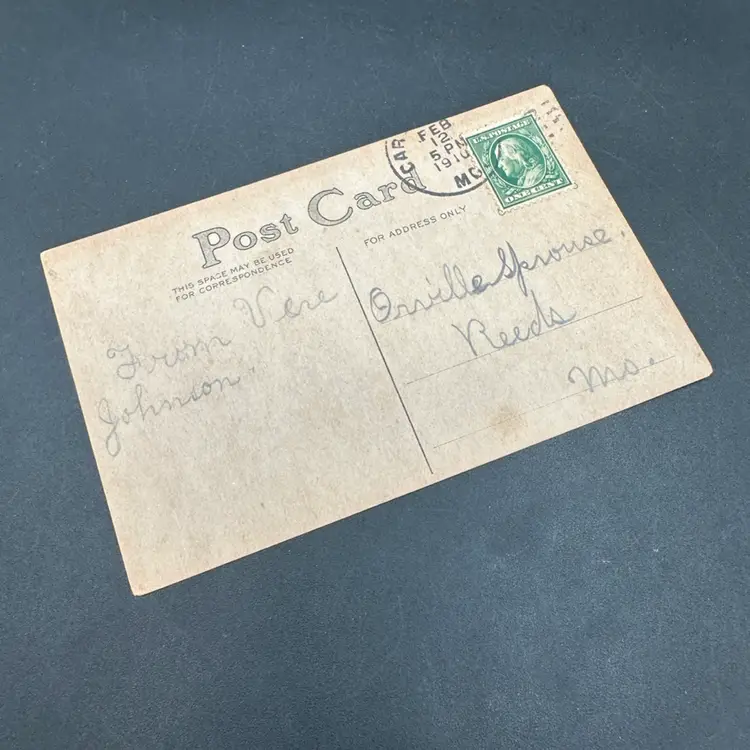 Post Card
THIS SPACE MAY BE USED
FOR CORRESPONDENCE
FOR ADDRESS ONLY
CAR
FEB
12
5 PM
1910
MO
U.S. POSTAGE
ONE CENT
From Vere
Johnson
Orville Sprouse.
Reeds
Mo.